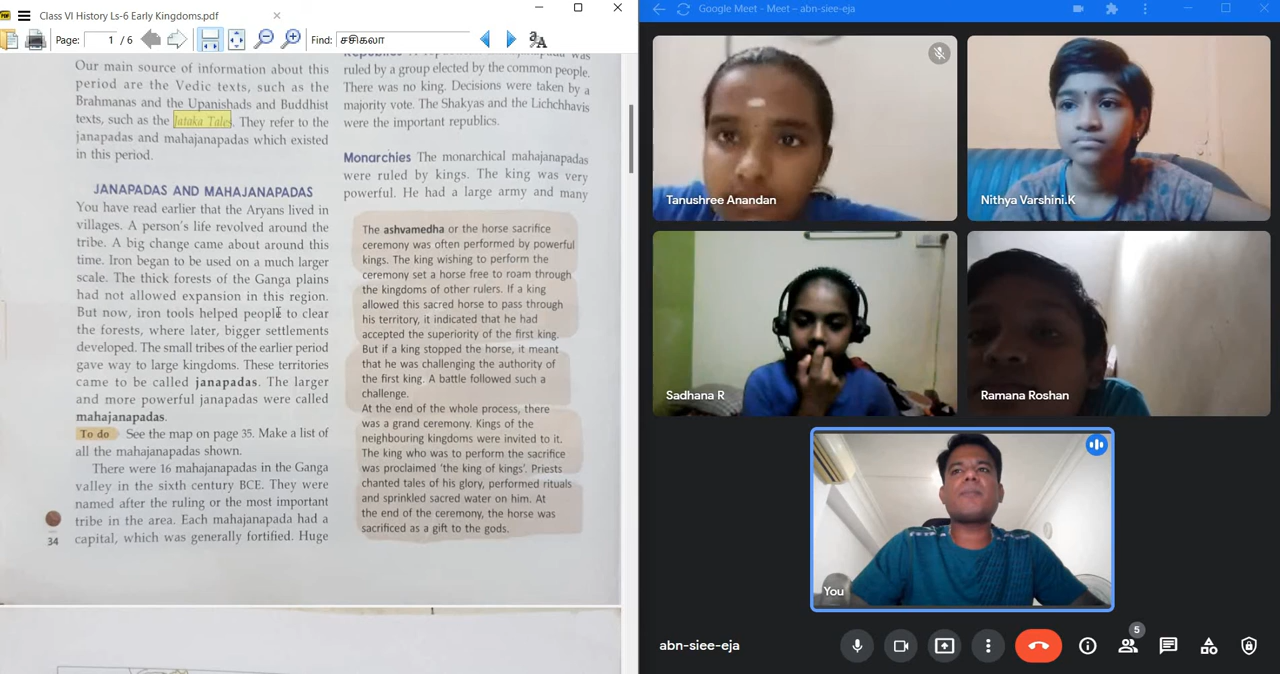 Class VI History Ls-6 Early Kingdoms.pdf
Page: 1 / 6
Find:
Our main source of information about this
period are the Vedic texts, such as the
Brahmanas and the Upanishads and Buddhist
texts, such as the Jataka Tales. They refer to the
janapadas and mahajanapadas which existed
in this period.
JANAPADAS AND MAHAJANAPADAS
You have read earlier that the Aryans lived in
villages. A person's life revolved around the
tribe. A big change came about around this
time. Iron began to be used on a much larger
scale. The thick forests of the Ganga plains
had not allowed expansion in this region.
But now, iron tools helped people to clear
the forests, where later, bigger settlements
developed. The small tribes of the earlier period
gave way to large kingdoms. These territories
came to be called janapadas. The larger
and more powerful janapadas were called
mahajanapadas.
To do See the map on page 35. Make a list of
all the mahajanapadas shown.
There were 16 mahajanapadas in the Ganga
valley in the sixth century BCE. They were
named after the ruling or the most important
tribe in the area. Each mahajanapada had a
capital, which was generally fortified. Huge
34
was
ruled by a group elected by the common people.
There was no king. Decisions were taken by a
majority vote. The Shakyas and the Lichchhavis
were the important republics.
Monarchies The monarchical mahajanapadas
were ruled by kings. The king was very
powerful. He had a large army and many
The ashvamedha or the horse sacrifice
ceremony was often performed by powerful
kings. The king wishing to perform the
ceremony set a horse free to roam through
the kingdoms of other rulers. If a king
allowed this sacred horse to pass through
his territory, it indicated that he had
accepted the superiority of the first king.
But if a king stopped the horse, it meant
that he was challenging the authority of
the first king. A battle followed such a
challenge.
At the end of the whole process, there
was a grand ceremony. Kings of the
neighbouring kingdoms were invited to it.
The king who was to perform the sacrifice
was proclaimed 'the king of kings'. Priests
chanted tales of his glory, performed rituals
and sprinkled sacred water on him. At
the end of the ceremony, the horse was
sacrificed as a gift to the gods.
Google Meet - Meet – abn-siee-eja
Tanushree Anandan
Nithya Varshini.K
Sadhana R
Ramana Roshan
You
abn-siee-eja
5